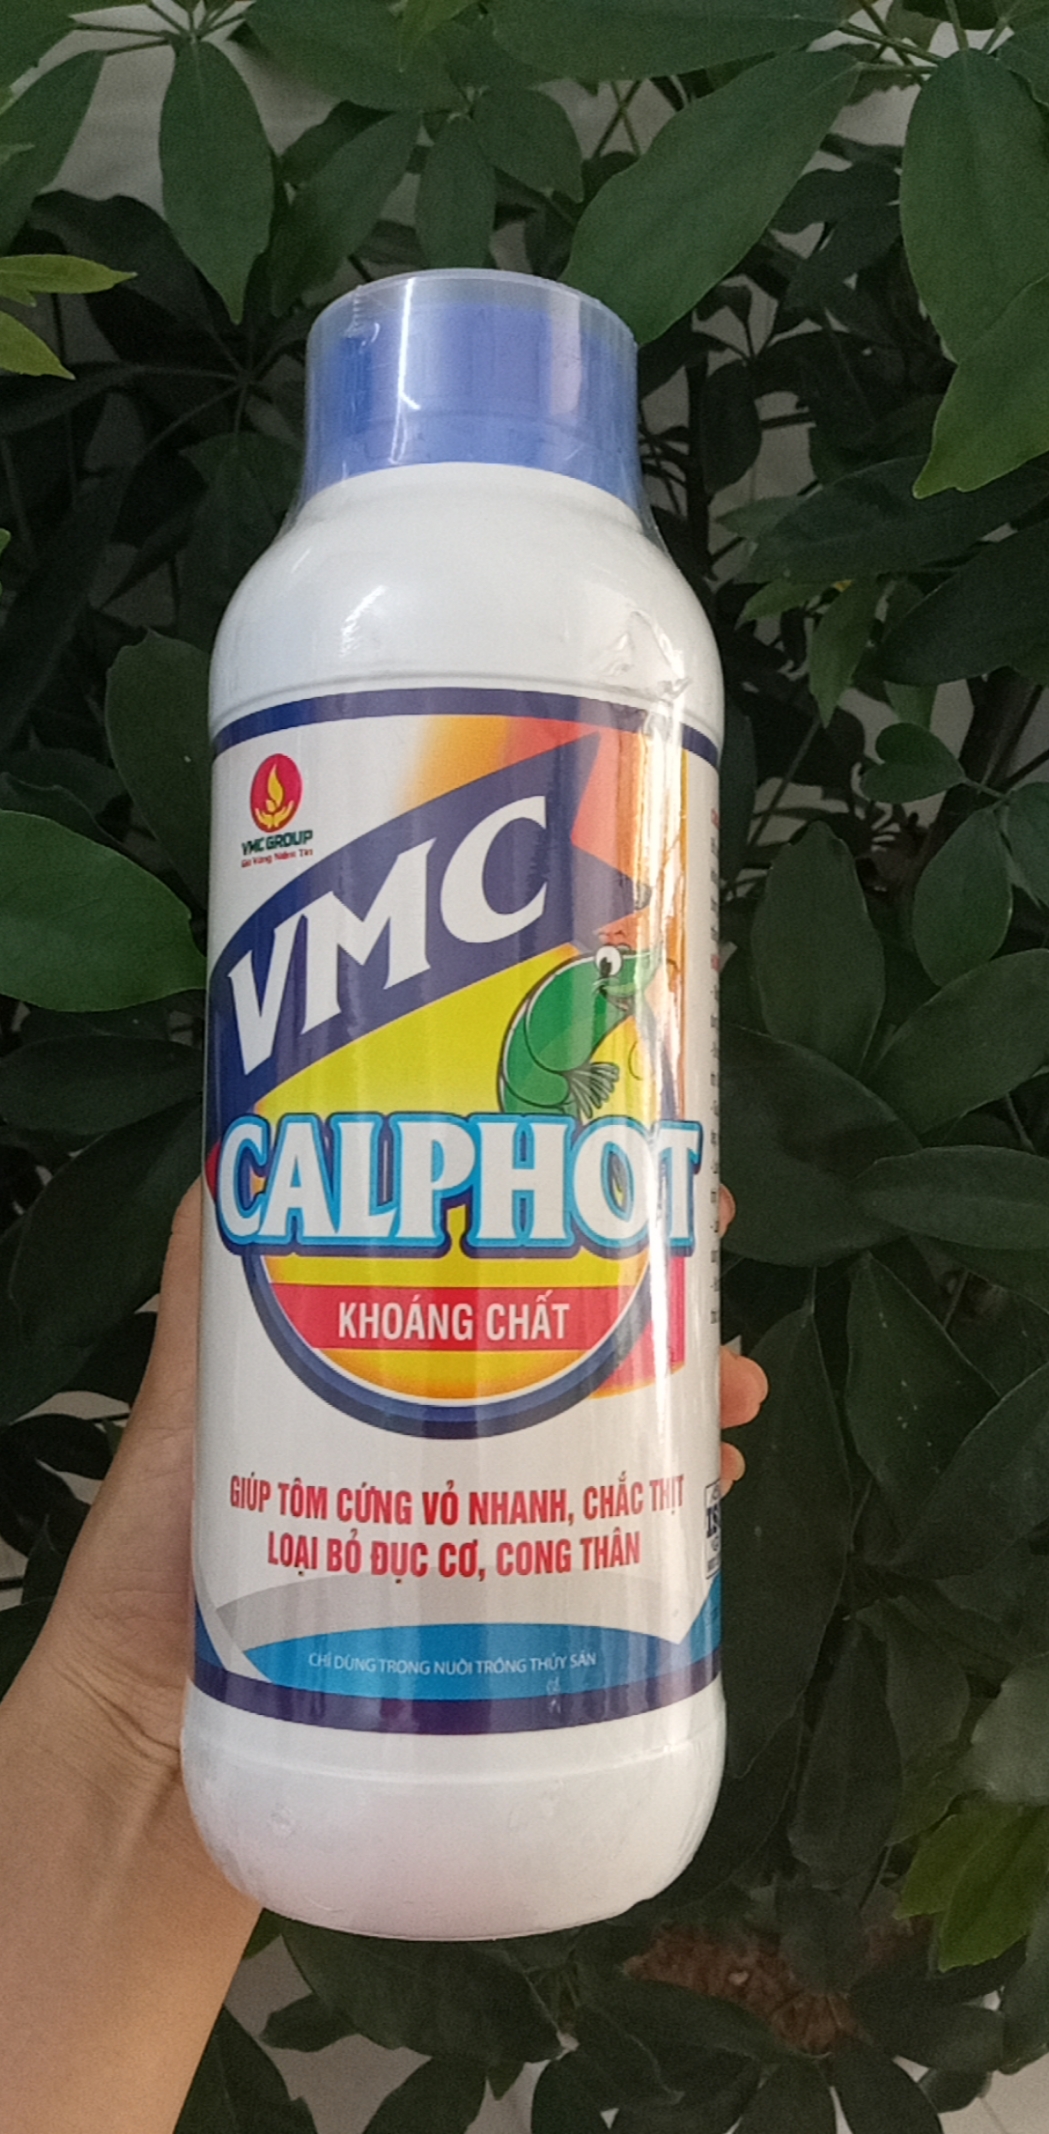 VMC GROUP
VMC
CALPHOT
KHOÁNG CHẤT
GIÚP TÔM CỨNG VỎ NHANH, CHẮC THỊT
LOẠI BỎ ĐỤC CƠ, CONG THÂN
CHỈ DÙNG TRONG NUÔI TRỒNG THỦY SẢN